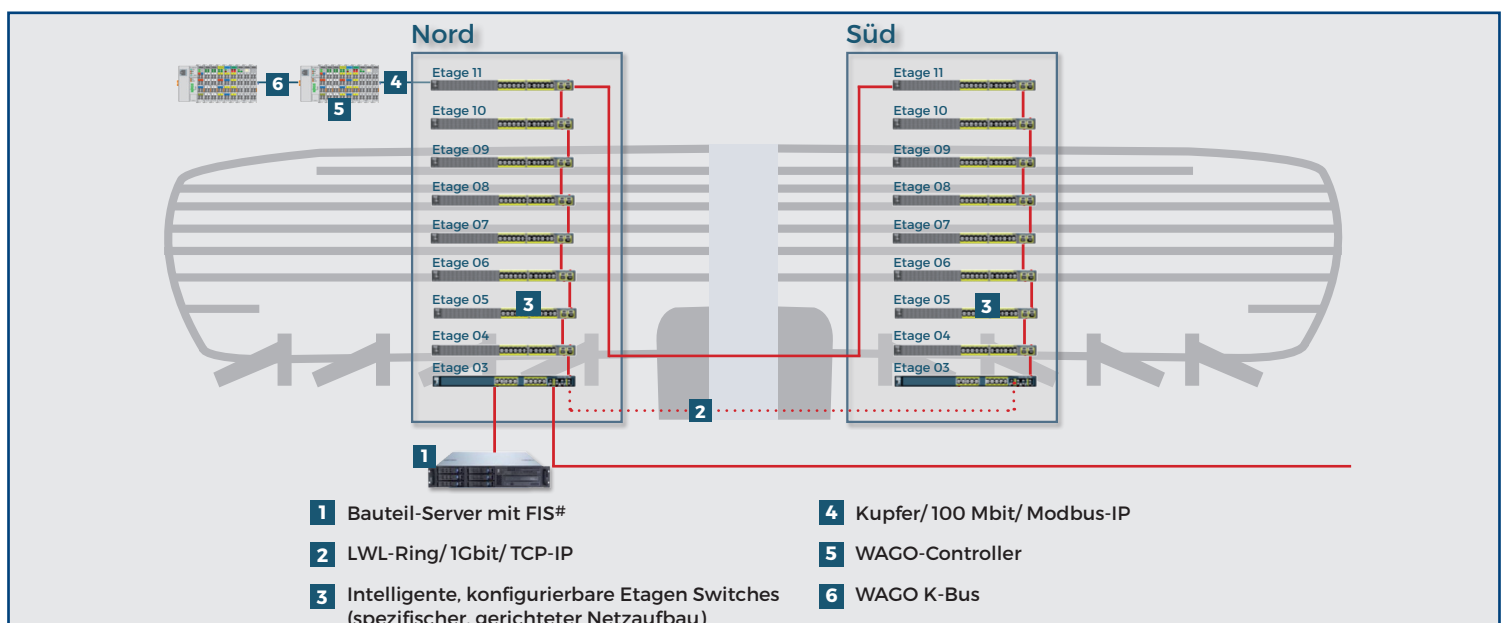 Nord
Süd
Etage 11
Etage 10
Etage 09
Etage 08
Etage 07
Etage 06
Etage 05
Etage 04
Etage 03
Etage 11
Etage 10
Etage 09
Etage 08
Etage 07
Etage 06
Etage 05
Etage 04
Etage 03
6
4
5
3
3
2
1
1 Bauteil-Server mit FIS#
2 LWL-Ring/ 1Gbit/ TCP-IP
3 Intelligente, konfigurierbare Etagen Switches
(spezifischer, gerichteter Netzaufbau)
4 Kupfer/ 100 Mbit/ Modbus-IP
5 WAGO-Controller
6 WAGO K-Bus